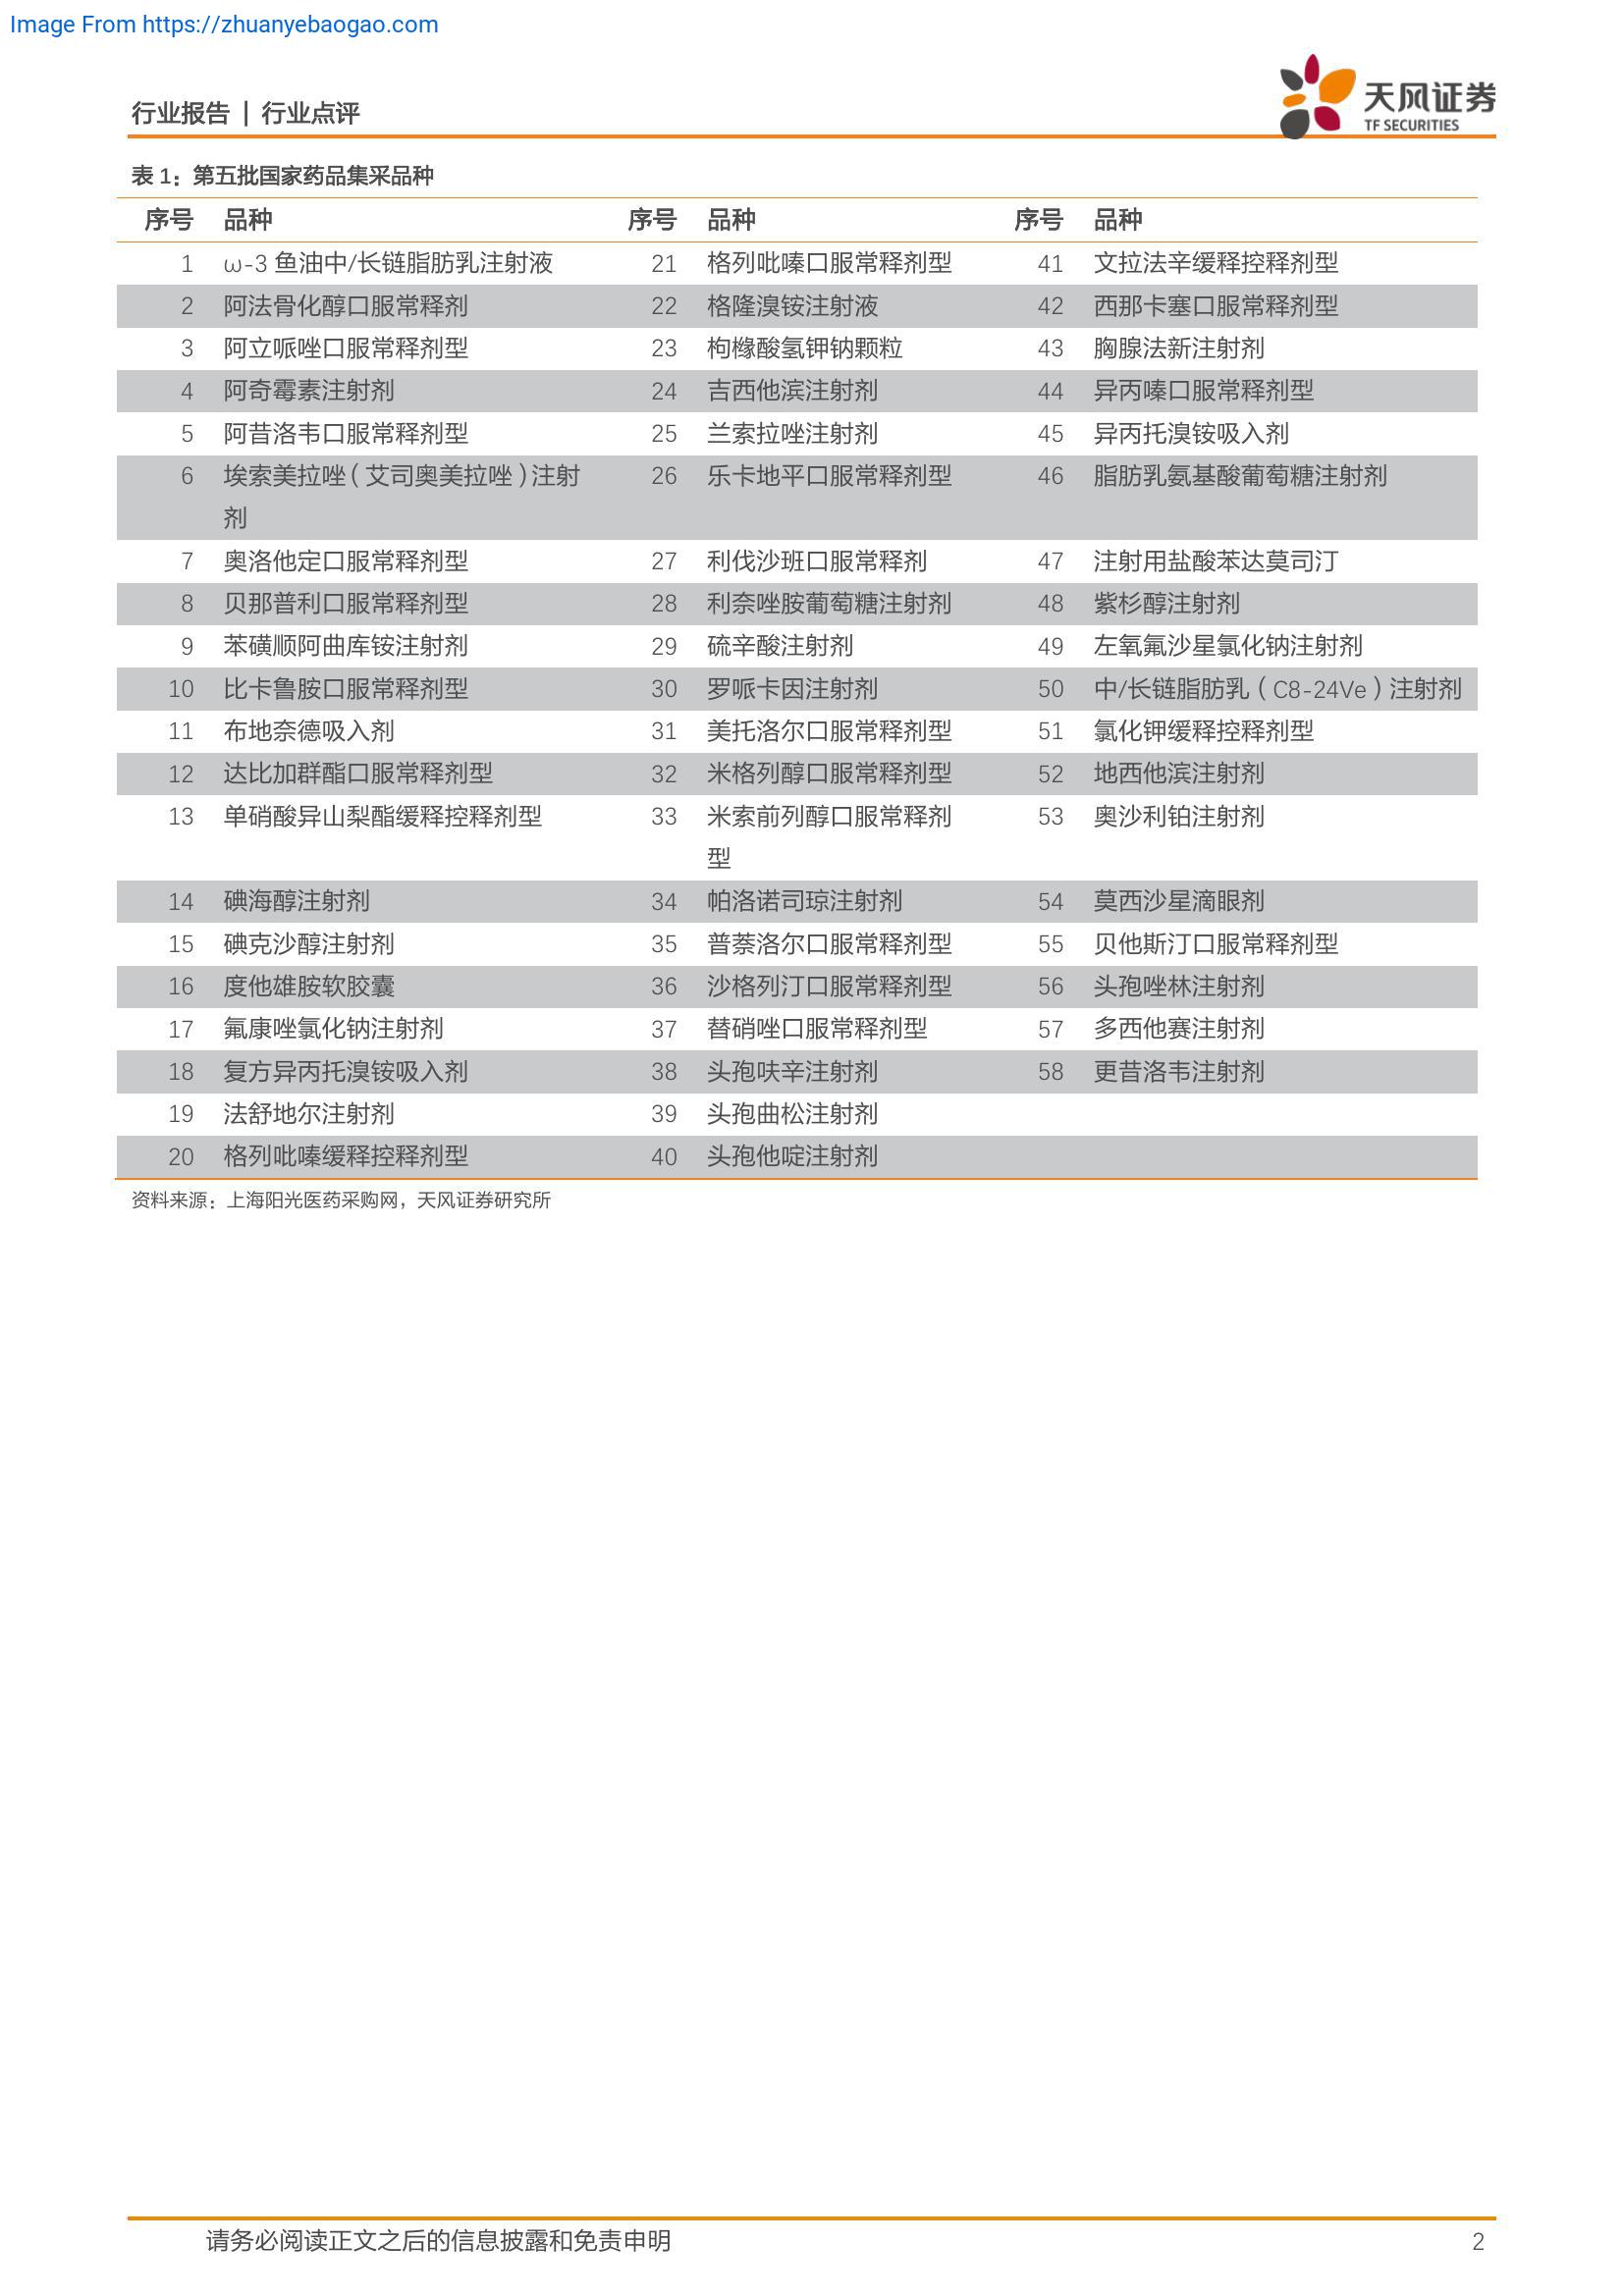 Image From https://zhuanyebaogao.com
行业报告 | 行业点评
天风证券
TF SECURITIES
表 1：第五批国家药品集采品种
序号 品种 序号 品种 序号 品种
1 ω-3 鱼油中/长链脂肪乳注射液 21 格列吡嗪口服常释剂型 41 文拉法辛缓释控释剂型
2 阿法骨化醇口服常释剂 22 格隆溴铵注射液 42 西那卡塞口服常释剂型
3 阿立哌唑口服常释剂型 23 枸橼酸氢钾钠颗粒 43 胸腺法新注射剂
4 阿奇霉素注射剂 24 吉西他滨注射剂 44 异丙嗪口服常释剂型
5 阿昔洛韦口服常释剂型 25 兰索拉唑注射剂 45 异丙托溴铵吸入剂
6 埃索美拉唑（艾司奥美拉唑）注射 26 乐卡地平口服常释剂型 46 脂肪乳氨基酸葡萄糖注射剂
剂
7 奥洛他定口服常释剂型 27 利伐沙班口服常释剂 47 注射用盐酸苯达莫司汀
8 贝那普利口服常释剂型 28 利奈唑胺葡萄糖注射剂 48 紫杉醇注射剂
9 苯磺顺阿曲库铵注射剂 29 硫辛酸注射剂 49 左氧氟沙星氯化钠注射剂
10 比卡鲁胺口服常释剂型 30 罗哌卡因注射剂 50 中/长链脂肪乳（C8-24Ve）注射剂
11 布地奈德吸入剂 31 美托洛尔口服常释剂型 51 氯化钾缓释控释剂型
12 达比加群酯口服常释剂型 32 米格列醇口服常释剂型 52 地西他滨注射剂
13 单硝酸异山梨酯缓释控释剂型 33 米索前列醇口服常释剂 53 奥沙利铂注射剂
型
14 碘海醇注射剂 34 帕洛诺司琼注射剂 54 莫西沙星滴眼剂
15 碘克沙醇注射剂 35 普萘洛尔口服常释剂型 55 贝他斯汀口服常释剂型
16 度他雄胺软胶囊 36 沙格列汀口服常释剂型 56 头孢唑林注射剂
17 氟康唑氯化钠注射剂 37 替硝唑口服常释剂型 57 多西他赛注射剂
18 复方异丙托溴铵吸入剂 38 头孢呋辛注射剂 58 更昔洛韦注射剂
19 法舒地尔注射剂 39 头孢曲松注射剂
20 格列吡嗪缓释控释剂型 40 头孢他啶注射剂
资料来源：上海阳光医药采购网，天风证券研究所
请务必阅读正文之后的信息披露和免责申明 2